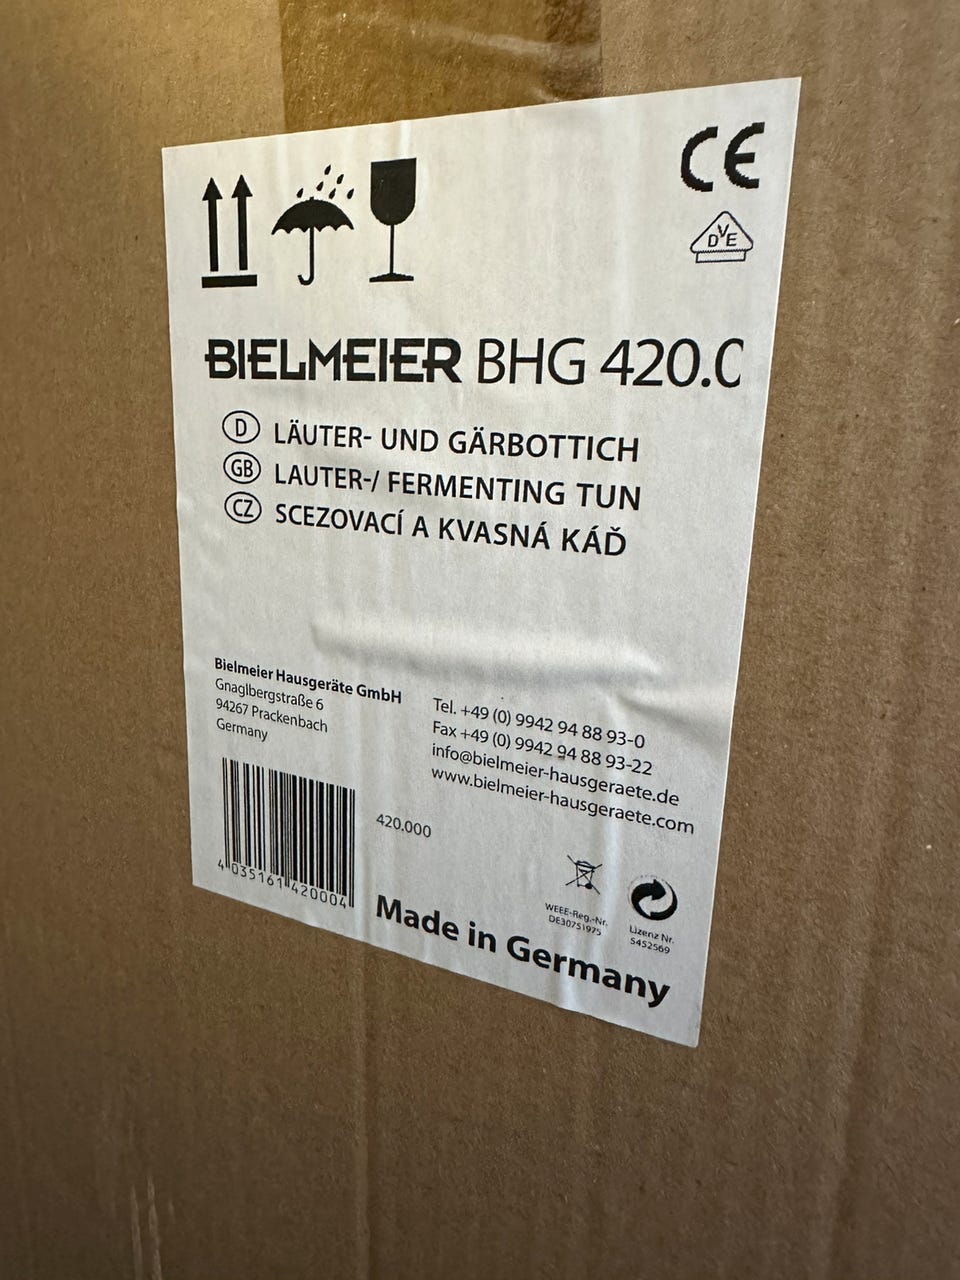 CE
DVE
BIELMEIER BHG 420.0
D LÄUTER- UND GÄRBOTTICH
GB LAUTER-/ FERMENTING TUN
CZ SCEZOVACÍ A KVASNÁ KÁĎ
Bielmeier Hausgeräte GmbH
Gnaglbergstraße 6
94267 Prackenbach
Germany
Tel. +49 (0) 9942 94 88 93-0
Fax +49 (0) 9942 94 88 93-22
info@bielmeier-hausgeraete.de
www.bielmeier-hausgeraete.com
420.000
4 035161 420004
WEEE-Reg.-Nr.
DE30751975
Lizenz Nr.
5452569
Made in Germany